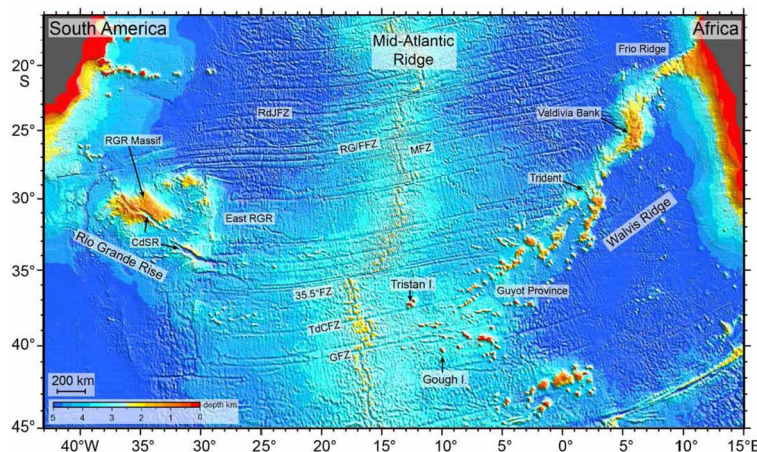 South America
Mid-Atlantic
Ridge
Africa
Frio Ridge
20°
S
RdJFZ
Valdivia Bank
25°
RGR Massif
RG/FFZ
MFZ
Trident
30°
East RGR
CdSR
Walvis Ridge
Rio Grande Rise
35°
35.5°FZ
Tristan I.
Guyot Province
TdCFZ
40°
GFZ
200 km
Gough I.
depth km
5 4 3 2 1 0
45°
40°W 35° 30° 25° 20° 15° 10° 5° 0° 5° 10° 15°E